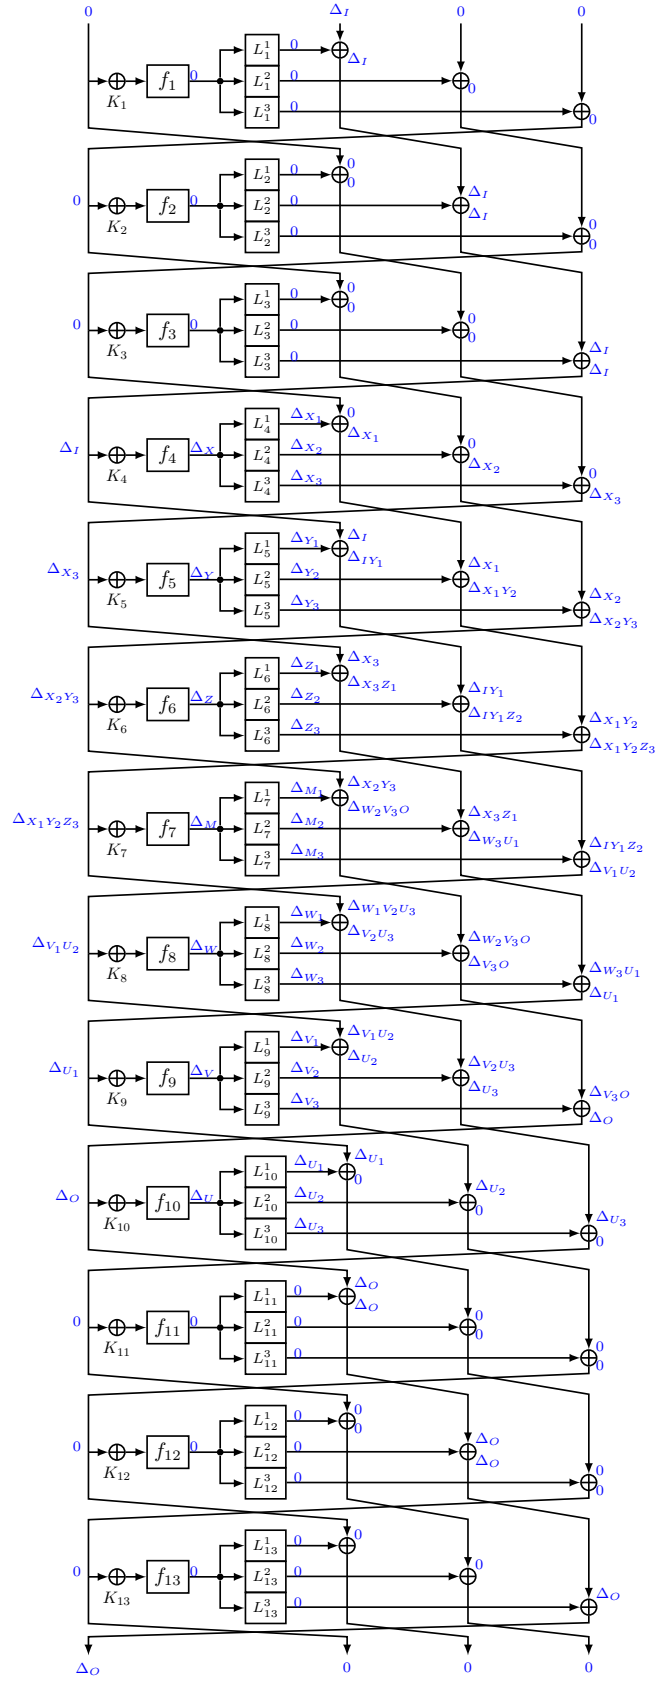 0 Δ_I 0 0
L_1^1 0 Δ_I
K_1 f_1 0 L_1^2 0 0
L_1^3 0 0
L_2^1 0 0 0
0 K_2 f_2 0 L_2^2 0 Δ_I Δ_I
L_2^3 0 0 0
L_3^1 0 0 0
0 K_3 f_3 0 L_3^2 0 0 0
L_3^3 0 Δ_I Δ_I
L_4^1 Δ_{X_1} 0 Δ_{X_1}
Δ_I K_4 f_4 Δ_X L_4^2 Δ_{X_2} 0 Δ_{X_2}
L_4^3 Δ_{X_3} 0 Δ_{X_3}
L_5^1 Δ_{Y_1} Δ_I Δ_{IY_1}
Δ_{X_3} K_5 f_5 Δ_Y L_5^2 Δ_{Y_2} Δ_{X_1} Δ_{X_1Y_2}
L_5^3 Δ_{Y_3} Δ_{X_2} Δ_{X_2Y_3}
L_6^1 Δ_{Z_1} Δ_{X_3} Δ_{X_3Z_1}
Δ_{X_2Y_3} K_6 f_6 Δ_Z L_6^2 Δ_{Z_2} Δ_{IY_1} Δ_{IY_1Z_2}
L_6^3 Δ_{Z_3} Δ_{X_1Y_2} Δ_{X_1Y_2Z_3}
L_7^1 Δ_{M_1} Δ_{X_2Y_3} Δ_{W_2V_3O}
Δ_{X_1Y_2Z_3} K_7 f_7 Δ_M L_7^2 Δ_{M_2} Δ_{X_3Z_1} Δ_{W_3U_1}
L_7^3 Δ_{M_3} Δ_{IY_1Z_2} Δ_{V_1U_2}
L_8^1 Δ_{W_1} Δ_{W_1V_2U_3} Δ_{V_2U_3}
Δ_{V_1U_2} K_8 f_8 Δ_W L_8^2 Δ_{W_2} Δ_{W_2V_3O} Δ_{V_3O}
L_8^3 Δ_{W_3} Δ_{W_3U_1} Δ_{U_1}
L_9^1 Δ_{V_1} Δ_{V_1U_2} Δ_{U_2}
Δ_{U_1} K_9 f_9 Δ_V L_9^2 Δ_{V_2} Δ_{V_2U_3} Δ_{U_3}
L_9^3 Δ_{V_3} Δ_{V_3O} Δ_O
L_{10}^1 Δ_{U_1} Δ_{U_1} 0
Δ_O K_{10} f_{10} Δ_U L_{10}^2 Δ_{U_2} Δ_{U_2} 0
L_{10}^3 Δ_{U_3} Δ_{U_3} 0
L_{11}^1 0 Δ_O Δ_O
0 K_{11} f_{11} 0 L_{11}^2 0 0 0
L_{11}^3 0 0 0
L_{12}^1 0 0 0
0 K_{12} f_{12} 0 L_{12}^2 0 Δ_O Δ_O
L_{12}^3 0 0 0
L_{13}^1 0 0
0 K_{13} f_{13} 0 L_{13}^2 0 0
L_{13}^3 0 Δ_O
Δ_O 0 0 0